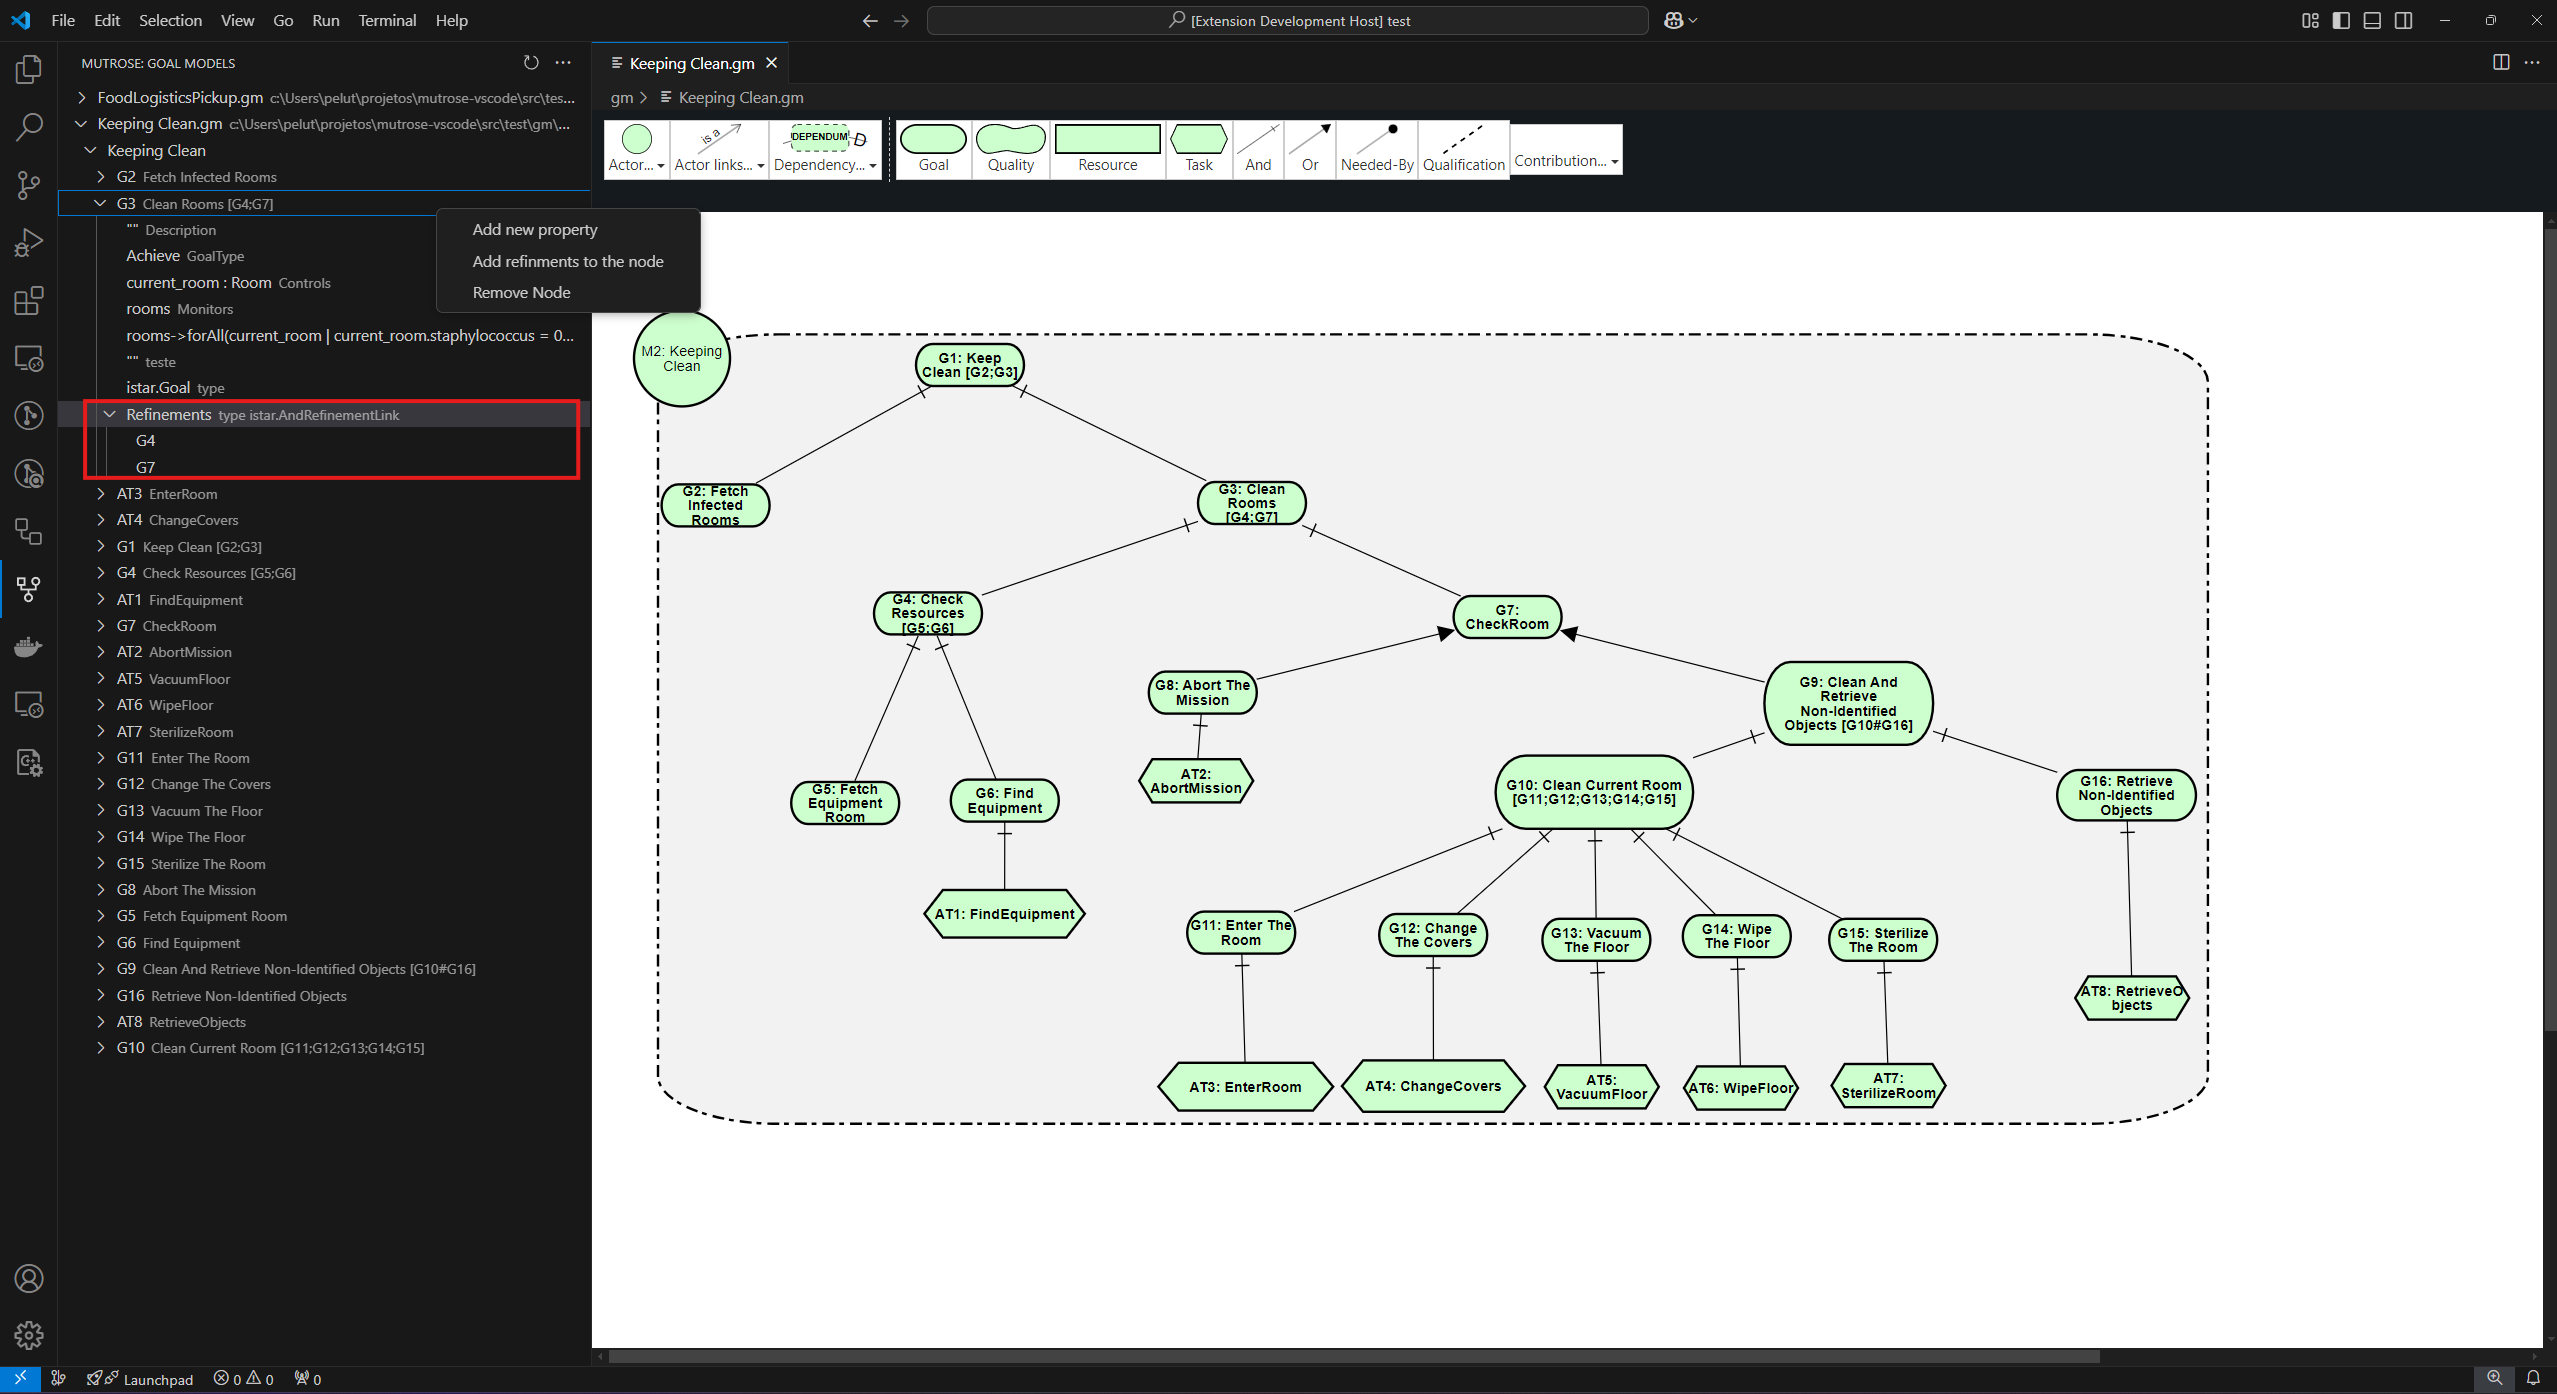 File Edit Selection View Go Run Terminal Help
[Extension Development Host] test
MUTROSE: GOAL MODELS
FoodLogisticsPickup.gm c:\Users\pelut\projetos\mutrose-vscode\src\tes...
Keeping Clean.gm c:\Users\pelut\projetos\mutrose-vscode\src\test\gm\...
Keeping Clean
G2 Fetch Infected Rooms
G3 Clean Rooms [G4;G7]
"" Description
Achieve GoalType
current_room : Room Controls
rooms Monitors
rooms->forAll(current_room | current_room.staphylococcus = 0...
"" teste
istar.Goal type
Refinements type istar.AndRefinementLink
G4
G7
AT3 EnterRoom
AT4 ChangeCovers
G1 Keep Clean [G2;G3]
G4 Check Resources [G5;G6]
AT1 FindEquipment
G7 CheckRoom
AT2 AbortMission
AT5 VacuumFloor
AT6 WipeFloor
AT7 SterilizeRoom
G11 Enter The Room
G12 Change The Covers
G13 Vacuum The Floor
G14 Wipe The Floor
G15 Sterilize The Room
G8 Abort The Mission
G5 Fetch Equipment Room
G6 Find Equipment
G9 Clean And Retrieve Non-Identified Objects [G10#G16]
G16 Retrieve Non-Identified Objects
AT8 RetrieveObjects
G10 Clean Current Room [G11;G12;G13;G14;G15]
Add new property
Add refinments to the node
Remove Node
Keeping Clean.gm
gm > Keeping Clean.gm
is a
DEPENDUM
D
Actor... Actor links... Dependency... Goal Quality Resource Task And Or Needed-By Qualification Contribution...
M2: Keeping
Clean
G1: Keep
Clean [G2;G3]
G2: Fetch
Infected
Rooms
G3: Clean
Rooms
[G4;G7]
G4: Check
Resources
[G5;G6]
G7:
CheckRoom
G8: Abort The
Mission
G9: Clean And
Retrieve
Non-Identified
Objects [G10#G16]
AT2:
AbortMission
G10: Clean Current Room
[G11;G12;G13;G14;G15]
G16: Retrieve
Non-Identified
Objects
G5: Fetch
Equipment
Room
G6: Find
Equipment
AT1: FindEquipment
G11: Enter The
Room
G12: Change
The Covers
G13: Vacuum
The Floor
G14: Wipe
The Floor
G15: Sterilize
The Room
AT8: RetrieveO
bjects
AT3: EnterRoom
AT4: ChangeCovers
AT5:
VacuumFloor
AT6: WipeFloor
AT7:
SterilizeRoom
Launchpad 0 0 0